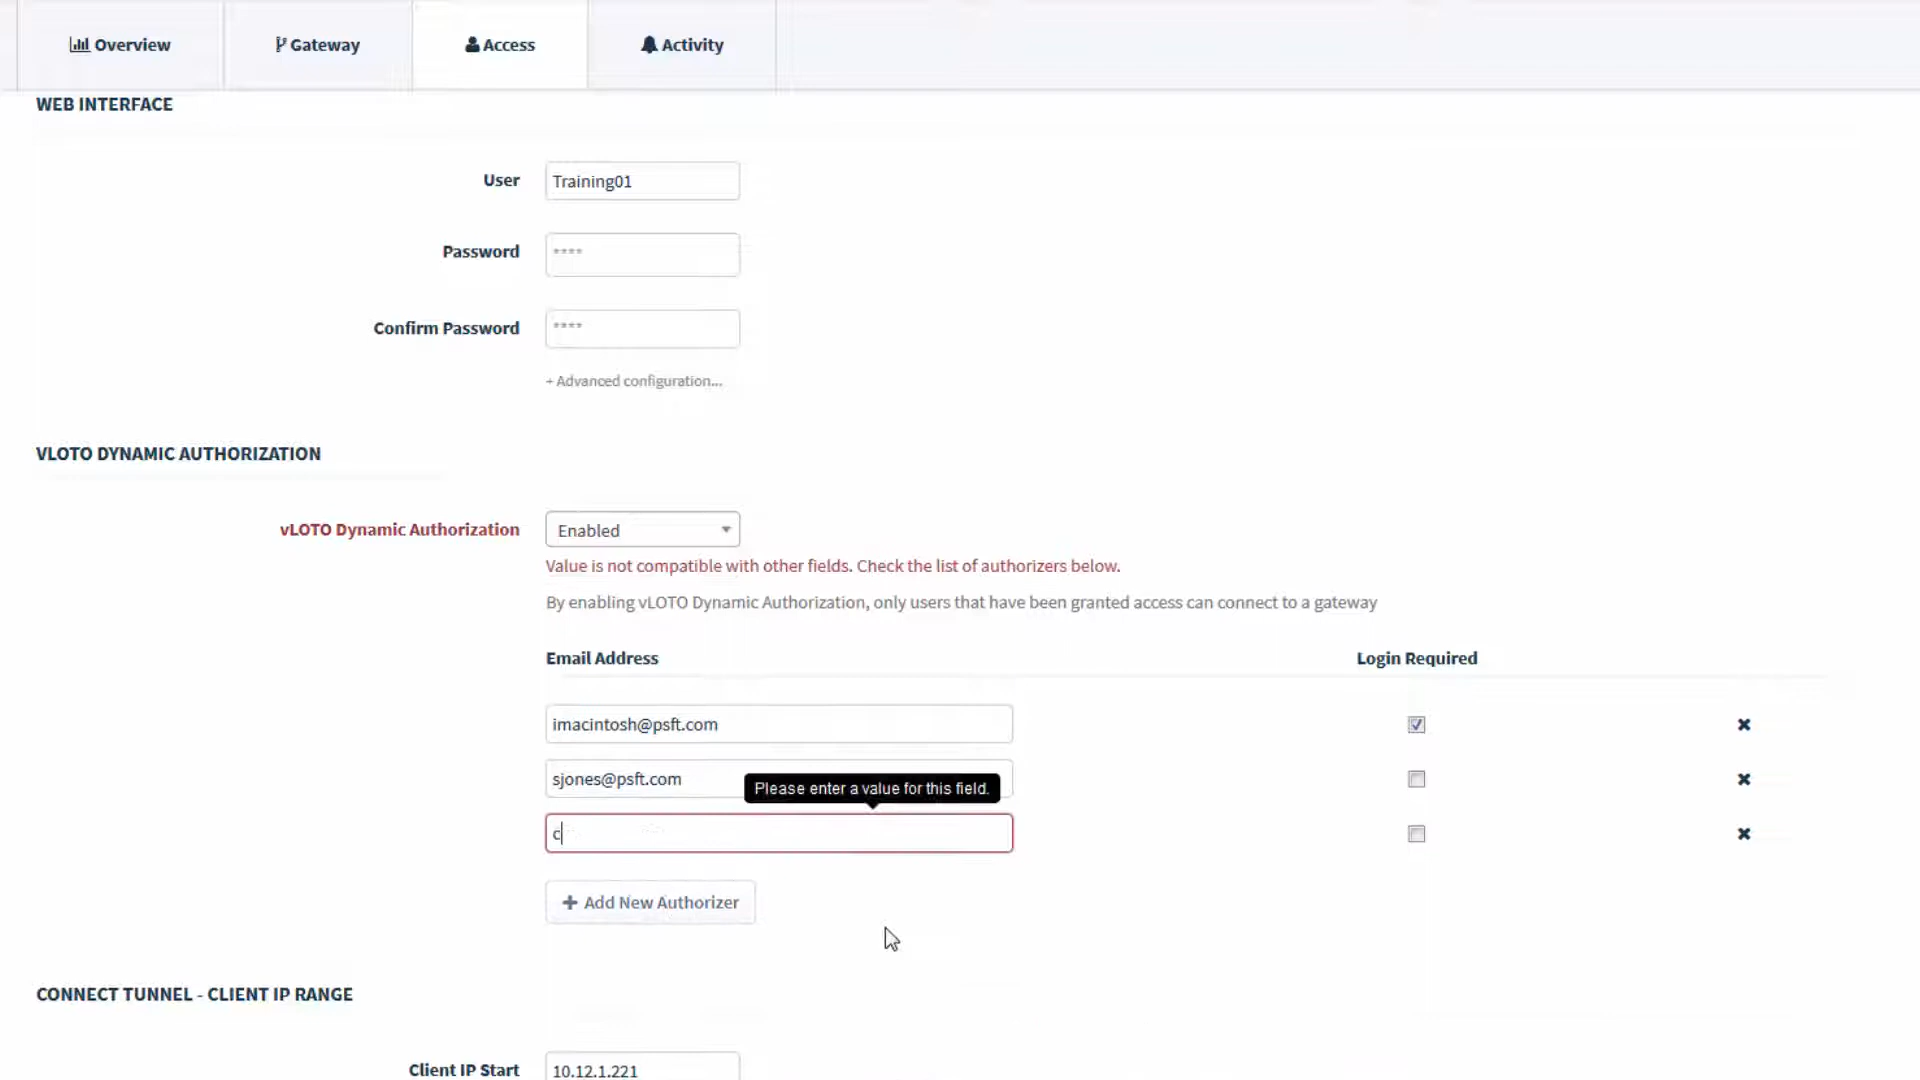 Overview
Gateway
Access
Activity
WEB INTERFACE
User
Training01
Password
****
Confirm Password
****
+ Advanced configuration...
VLOTO DYNAMIC AUTHORIZATION
vLOTO Dynamic Authorization
Enabled
Value is not compatible with other fields. Check the list of authorizers below.
By enabling vLOTO Dynamic Authorization, only users that have been granted access can connect to a gateway
Email Address
Login Required
imacintosh@psft.com
sjones@psft.com
Please enter a value for this field.
c
Add New Authorizer
CONNECT TUNNEL - CLIENT IP RANGE
Client IP Start
10.12.1.221